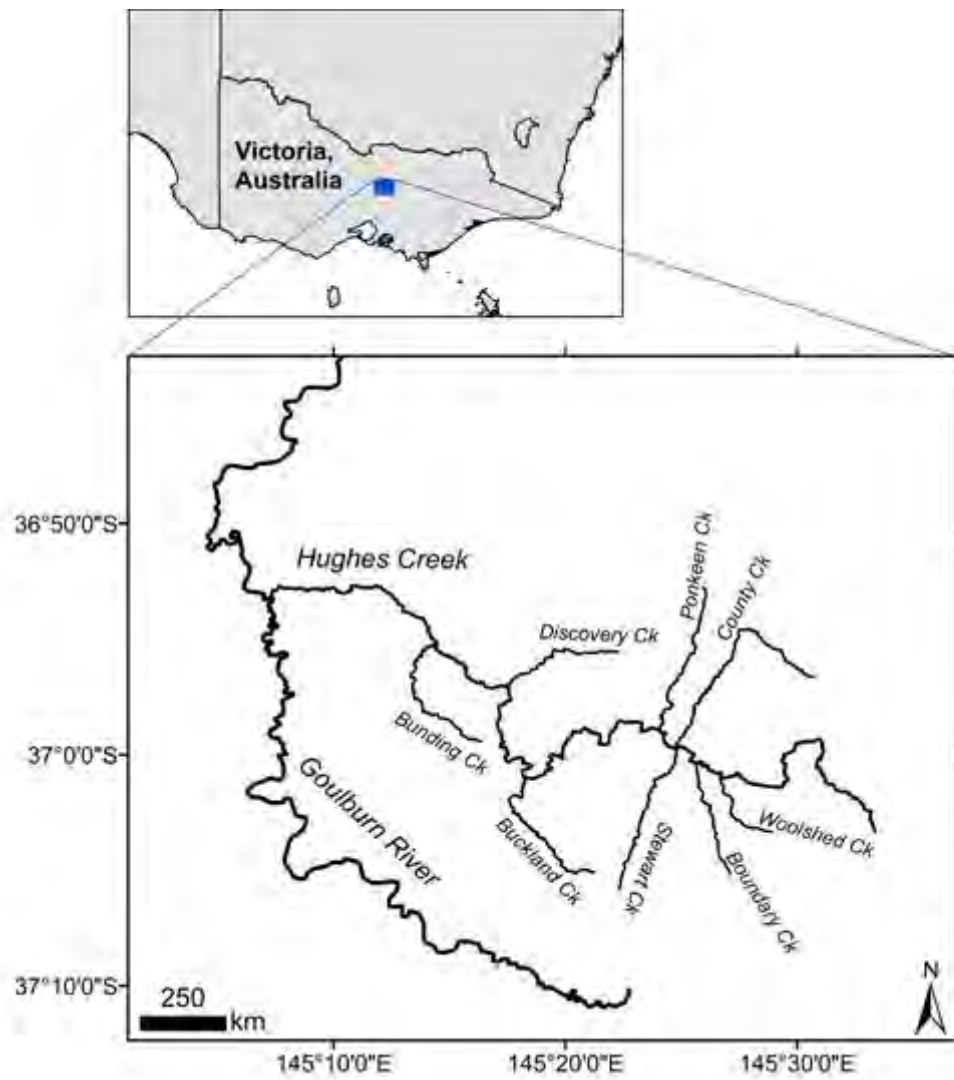 Victoria,
Australia
36°50'0"S
Hughes Creek
Ponkeen Ck
County Ck
Discovery Ck
Bunding Ck
37°0'0"S
Goulburn River
Buckland Ck
Stewart Ck
Woolshed Ck
Boundary Ck
37°10'0"S
250
km
N
145°10'0"E
145°20'0"E
145°30'0"E